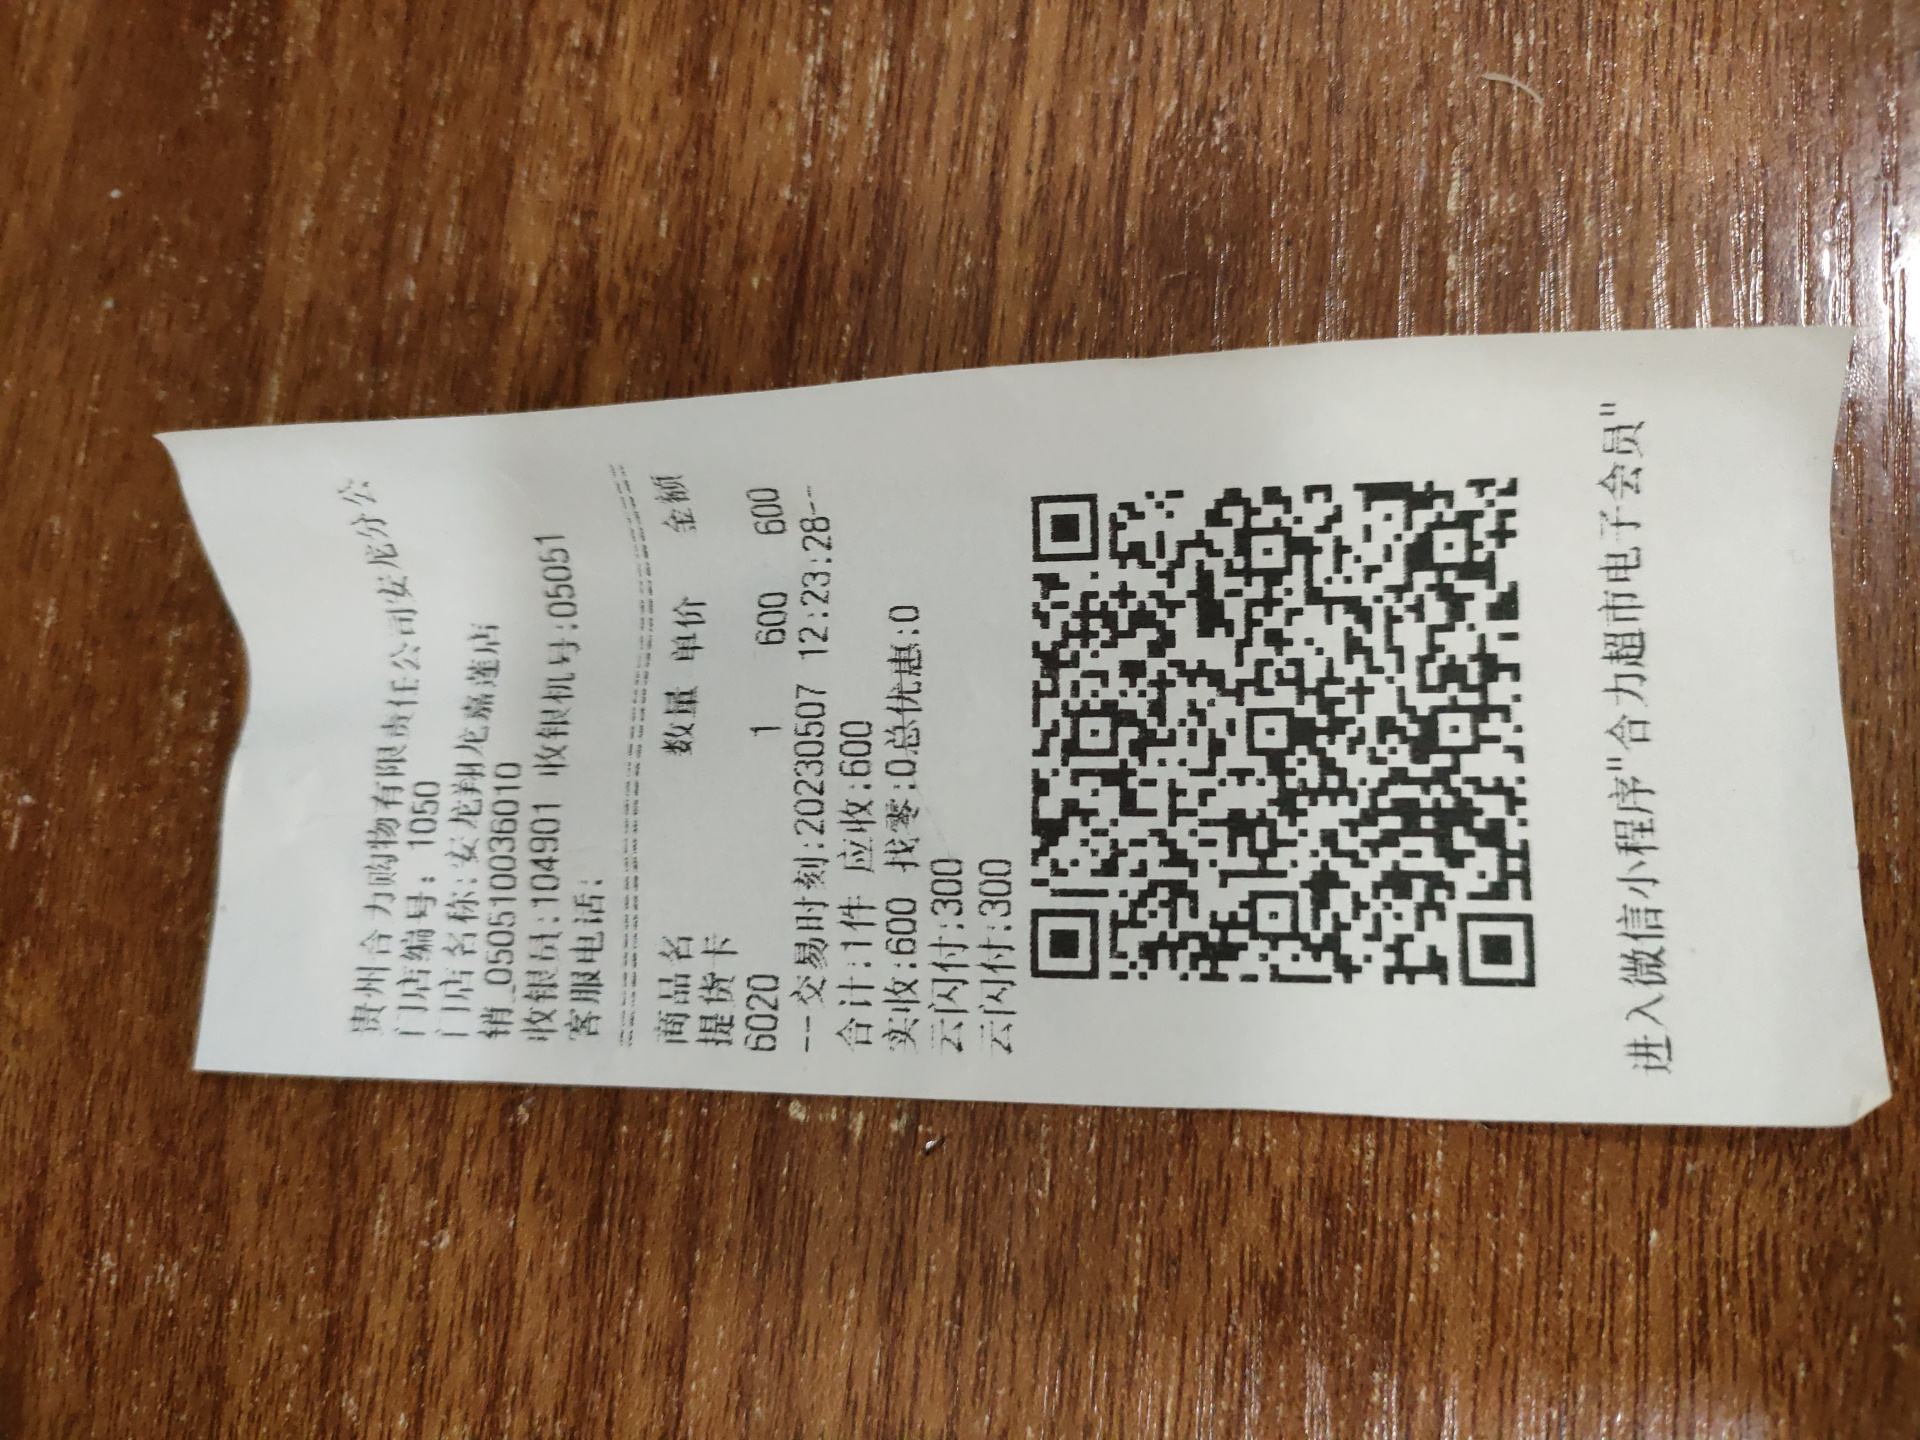 贵州合力购物有限责任公司安龙分公
门店编号: 1050
门店名称:安龙翔龙嘉莲店
销_050510036010
收银员:104901 收银机号:05051
客服电话:
商品名 数量 单价 金额
提货卡
6020 1 600 600
--交易时刻:20230507 12:23:28--
合计:1件 应收:600
实收:600 找零:0总优惠:0
云闪付:300
云闪付:300
进入微信小程序"合力超市电子会员"